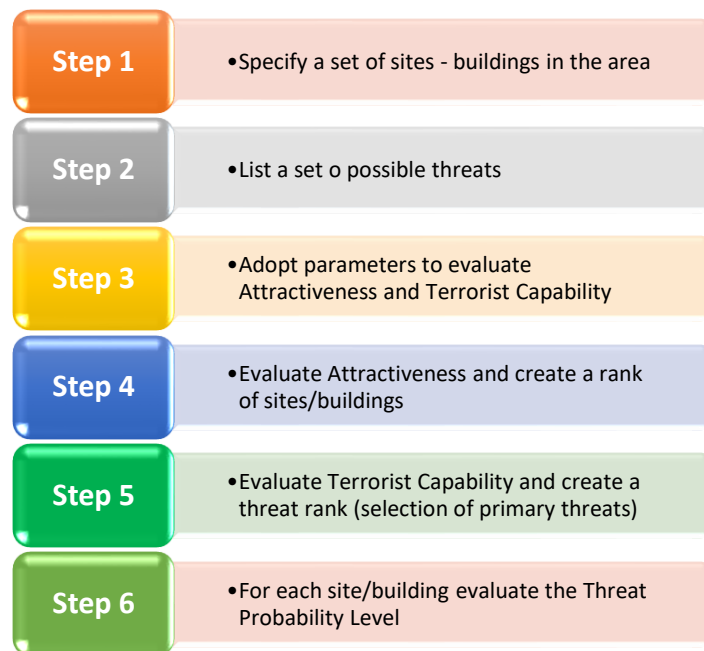 Step 1
•Specify a set of sites - buildings in the area
Step 2
•List a set o possible threats
Step 3
•Adopt parameters to evaluate
Attractiveness and Terrorist Capability
Step 4
•Evaluate Attractiveness and create a rank
of sites/buildings
Step 5
•Evaluate Terrorist Capability and create a
threat rank (selection of primary threats)
Step 6
•For each site/building evaluate the Threat
Probability Level